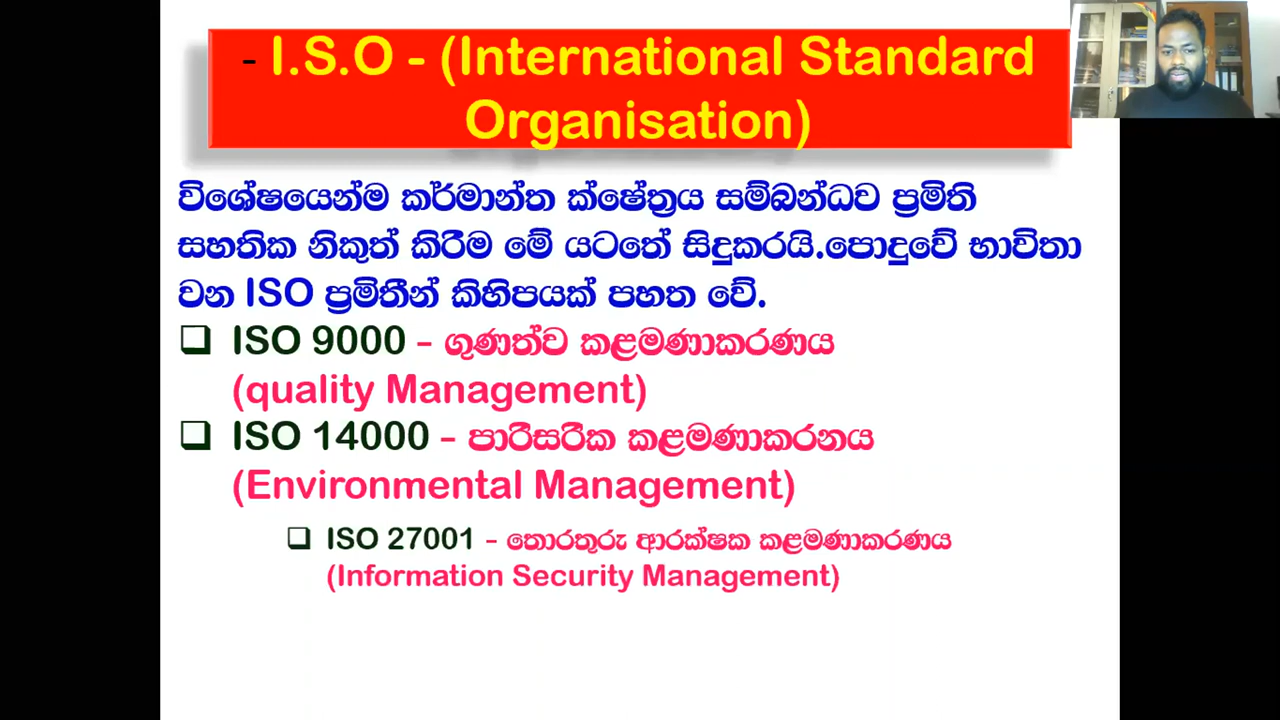 - I.S.O - (International Standard
Organisation)
විශේෂයෙන්ම කර්මාන්ත ක්ෂේත්‍රය සම්බන්ධව ප්‍රමිති
සහතික නිකුත් කිරීම මේ යටතේ සිදුකරයි.පොදුවේ භාවිතා
වන ISO ප්‍රමිතීන් කිහිපයක් පහත වේ.
❑ ISO 9000 - ගුණත්ව කළමණාකරණය
(quality Management)
❑ ISO 14000 - පාරිසරික කළමණාකරනය
(Environmental Management)
❑ ISO 27001 - තොරතුරු ආරක්ෂක කළමණාකරණය
(Information Security Management)